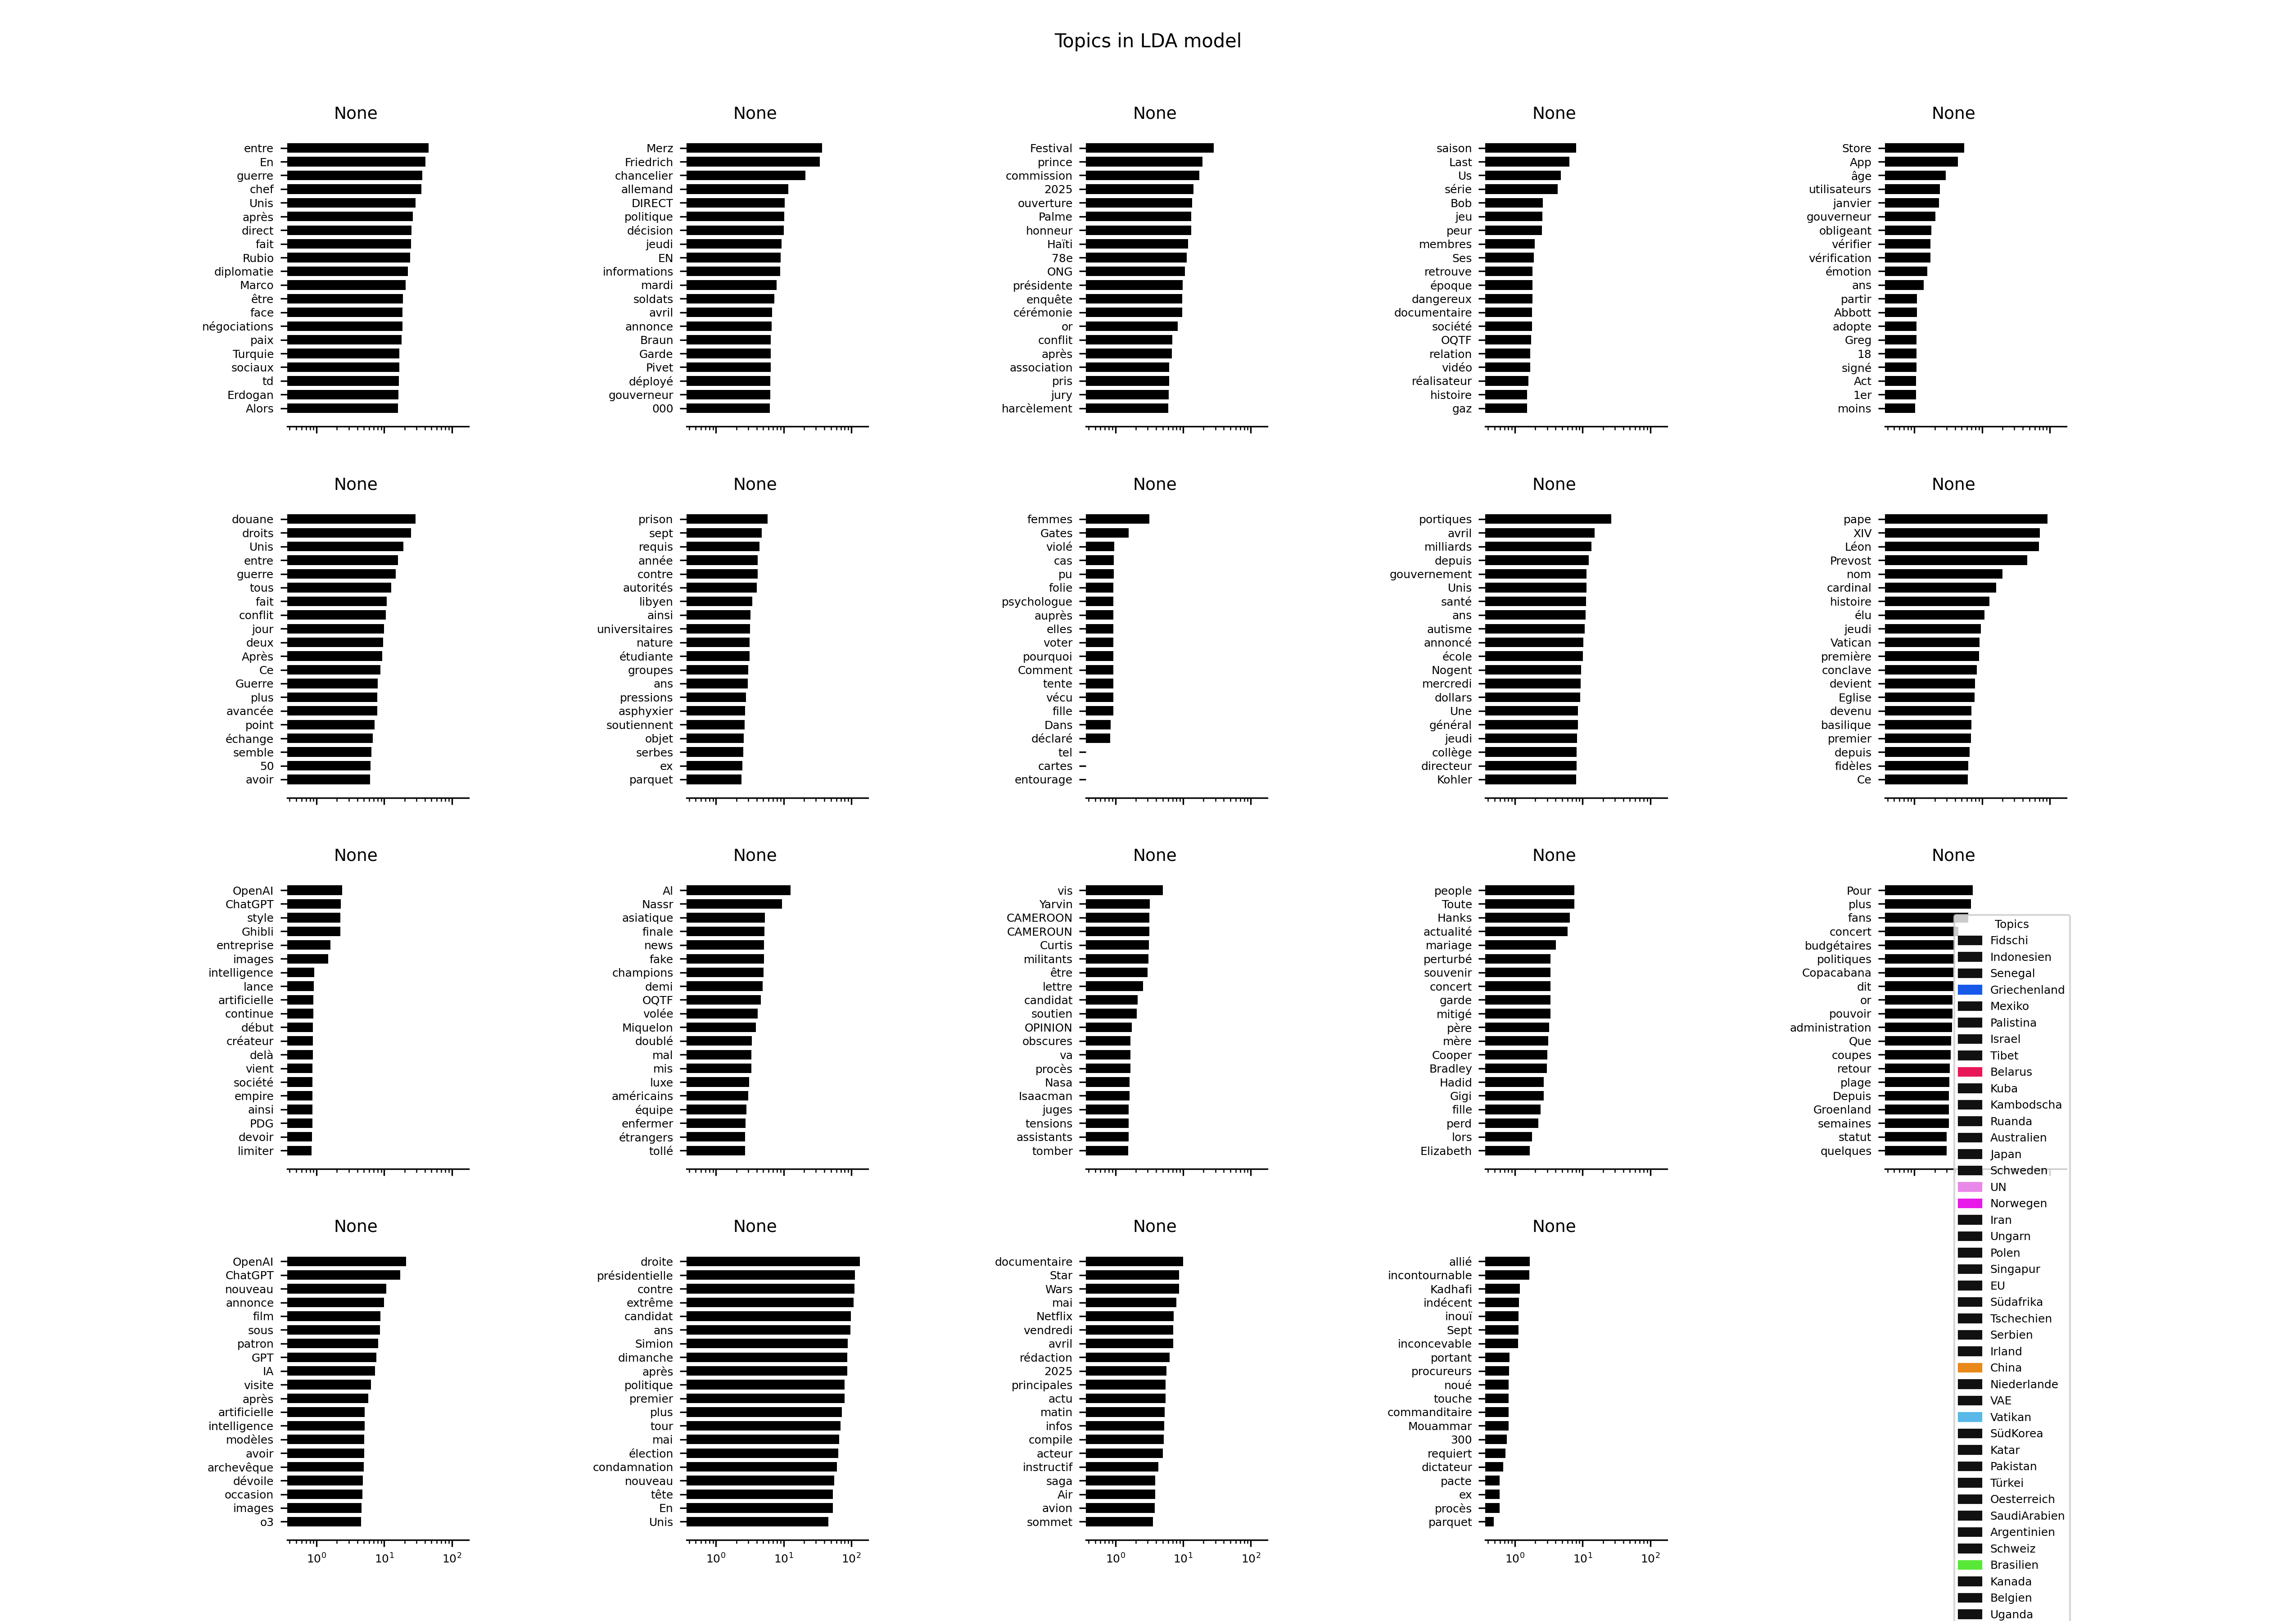 Topics in LDA model
None
entre
En
guerre
chef
Unis
après
direct
fait
Rubio
diplomatie
Marco
être
face
négociations
paix
Turquie
sociaux
td
Erdogan
Alors
None
Merz
Friedrich
chancelier
allemand
DIRECT
politique
décision
jeudi
EN
informations
mardi
soldats
avril
annonce
Braun
Garde
Pivet
déployé
gouverneur
000
None
Festival
prince
commission
2025
ouverture
Palme
honneur
Haïti
78e
ONG
présidente
enquête
cérémonie
or
conflit
après
association
pris
jury
harcèlement
None
saison
Last
Us
série
Bob
jeu
peur
membres
Ses
retrouve
époque
dangereux
documentaire
société
OQTF
relation
vidéo
réalisateur
histoire
gaz
None
Store
App
âge
utilisateurs
janvier
gouverneur
obligeant
vérifier
vérification
émotion
ans
partir
Abbott
adopte
Greg
18
signé
Act
1er
moins
None
douane
droits
Unis
entre
guerre
tous
fait
conflit
jour
deux
Après
Ce
Guerre
plus
avancée
point
échange
semble
50
avoir
None
prison
sept
requis
année
contre
autorités
libyen
ainsi
universitaires
nature
étudiante
groupes
ans
pressions
asphyxier
soutiennent
objet
serbes
ex
parquet
None
femmes
Gates
violé
cas
pu
folie
psychologue
auprès
elles
voter
pourquoi
Comment
tente
vécu
fille
Dans
déclaré
tel
cartes
entourage
None
portiques
avril
milliards
depuis
gouvernement
Unis
santé
ans
autisme
annoncé
école
Nogent
mercredi
dollars
Une
général
jeudi
collège
directeur
Kohler
None
pape
XIV
Léon
Prevost
nom
cardinal
histoire
élu
jeudi
Vatican
première
conclave
devient
Eglise
devenu
basilique
premier
depuis
fidèles
Ce
None
OpenAI
ChatGPT
style
Ghibli
entreprise
images
intelligence
lance
artificielle
continue
début
créateur
delà
vient
société
empire
ainsi
PDG
devoir
limiter
None
Al
Nassr
asiatique
finale
news
fake
champions
demi
OQTF
volée
Miquelon
doublé
mal
mis
luxe
américains
équipe
enfermer
étrangers
tollé
None
vis
Yarvin
CAMEROON
CAMEROUN
Curtis
militants
être
lettre
candidat
soutien
OPINION
obscures
va
procès
Nasa
Isaacman
juges
tensions
assistants
tomber
None
people
Toute
Hanks
actualité
mariage
perturbé
souvenir
concert
garde
mitigé
père
mère
Cooper
Bradley
Hadid
Gigi
fille
perd
lors
Elizabeth
None
Pour
plus
fans
concert
budgétaires
politiques
Copacabana
dit
or
pouvoir
administration
Que
coupes
retour
plage
Depuis
Groenland
semaines
statut
quelques
None
OpenAI
ChatGPT
nouveau
annonce
film
sous
patron
GPT
IA
visite
après
artificielle
intelligence
modèles
avoir
archevêque
dévoile
occasion
images
o3
10⁰ 10¹ 10²
None
droite
présidentielle
contre
extrême
candidat
ans
Simion
dimanche
après
politique
premier
plus
tour
mai
élection
condamnation
nouveau
tête
En
Unis
10⁰ 10¹ 10²
None
documentaire
Star
Wars
mai
Netflix
vendredi
avril
rédaction
2025
principales
actu
matin
infos
compile
acteur
instructif
saga
Air
avion
sommet
10⁰ 10¹ 10²
None
allié
incontournable
Kadhafi
indécent
inouï
Sept
inconcevable
portant
procureurs
noué
touche
commanditaire
Mouammar
300
requiert
dictateur
pacte
ex
procès
parquet
10⁰ 10¹ 10²
Topics
Fidschi
Indonesien
Senegal
Griechenland
Mexiko
Palistina
Israel
Tibet
Belarus
Kuba
Kambodscha
Ruanda
Australien
Japan
Schweden
UN
Norwegen
Iran
Ungarn
Polen
Singapur
EU
Südafrika
Tschechien
Serbien
Irland
China
Niederlande
VAE
Vatikan
SüdKorea
Katar
Pakistan
Türkei
Oesterreich
SaudiArabien
Argentinien
Schweiz
Brasilien
Kanada
Belgien
Uganda